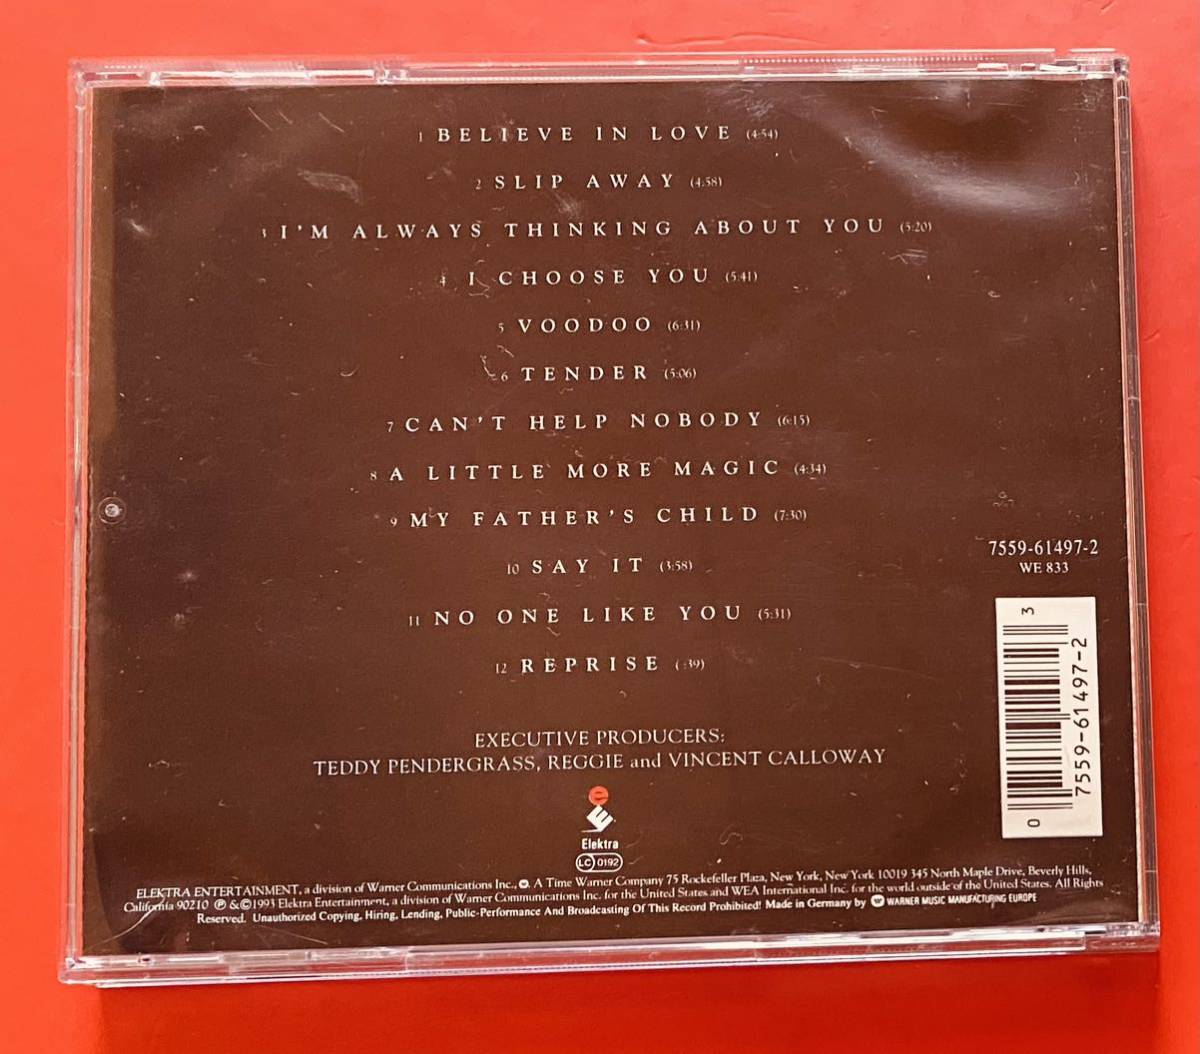 1 BELIEVE IN LOVE (4:54)
2 SLIP AWAY (4:58)
3 I'M ALWAYS THINKING ABOUT YOU (5:20)
4 I CHOOSE YOU (5:41)
5 VOODOO (6:31)
6 TENDER (5:06)
7 CAN'T HELP NOBODY (6:15)
8 A LITTLE MORE MAGIC (4:34)
9 MY FATHER'S CHILD (7:30)
10 SAY IT (3:58)
11 NO ONE LIKE YOU (5:31)
12 REPRISE (:39)
7559-61497-2
WE 833
0 7559-61497-2 3
EXECUTIVE PRODUCERS:
TEDDY PENDERGRASS, REGGIE and VINCENT CALLOWAY
e
Elektra
LC 0192
ELEKTRA ENTERTAINMENT, a division of Warner Communications Inc., A Time Warner Company 75 Rockefeller Plaza, New York, New York 10019 345 North Maple Drive, Beverly Hills,
California 90210 ℗ &©1993 Elektra Entertainment, a division of Warner Communications Inc. for the United States and WEA International Inc. for the world outside of the United States. All Rights
Reserved. Unauthorized Copying, Hiring, Lending, Public-Performance And Broadcasting Of This Record Prohibited! Made in Germany by WARNER MUSIC MANUFACTURING EUROPE